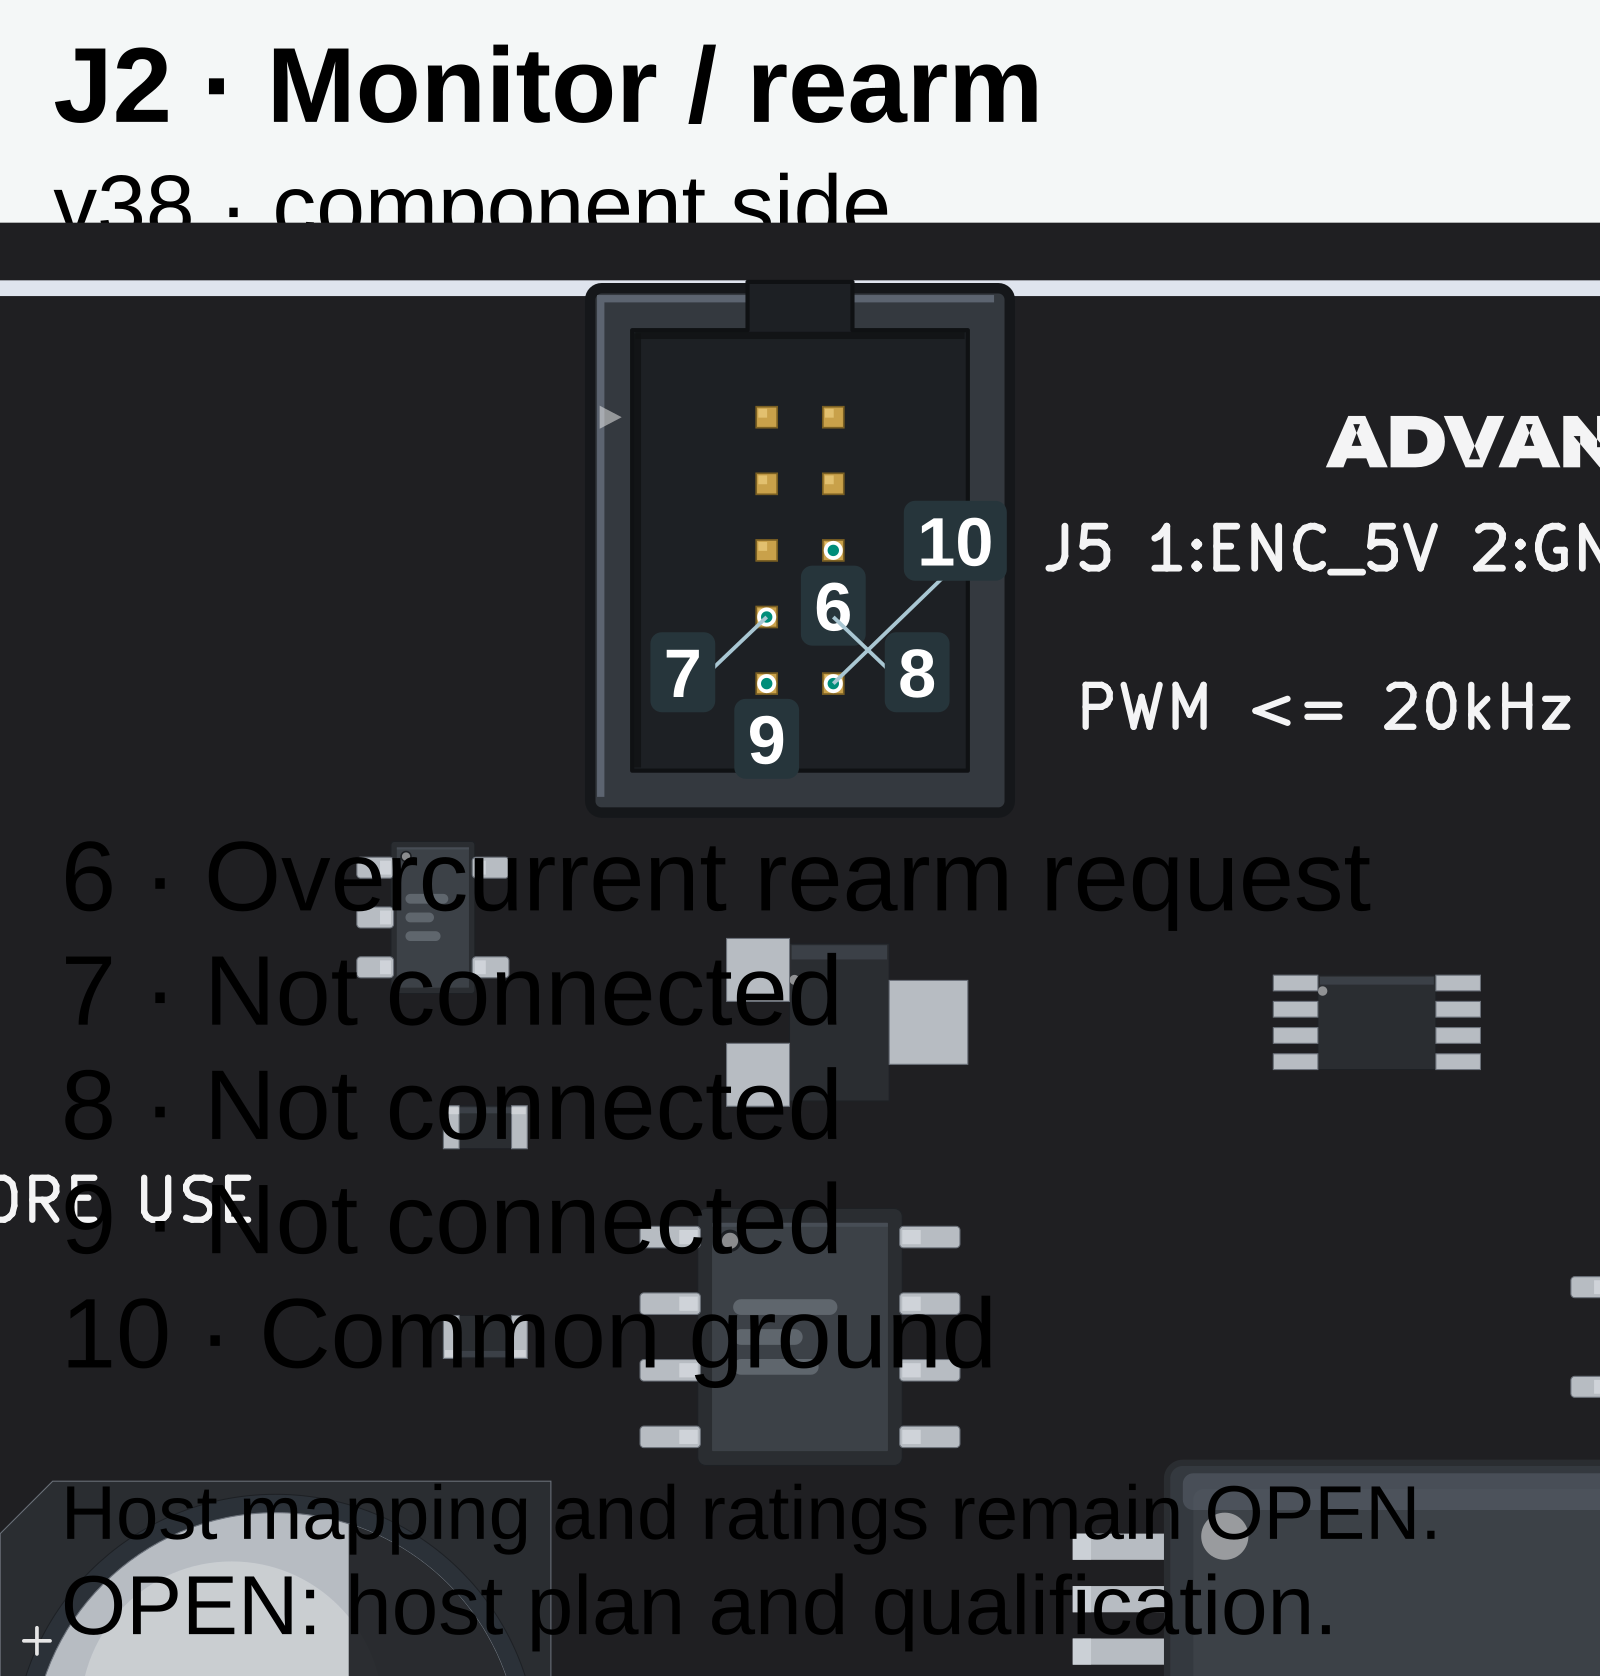 J2 · Monitor / rearm
v38 · component side
ADVAN
J5 1:ENC_5V 2:GN
10
6
7
8
9
PWM <= 20kHz
6 · Overcurrent rearm request
7 · Not connected
8 · Not connected
ORE USE
9 · Not connected
10 · Common ground
Host mapping and ratings remain OPEN.
OPEN: host plan and qualification.